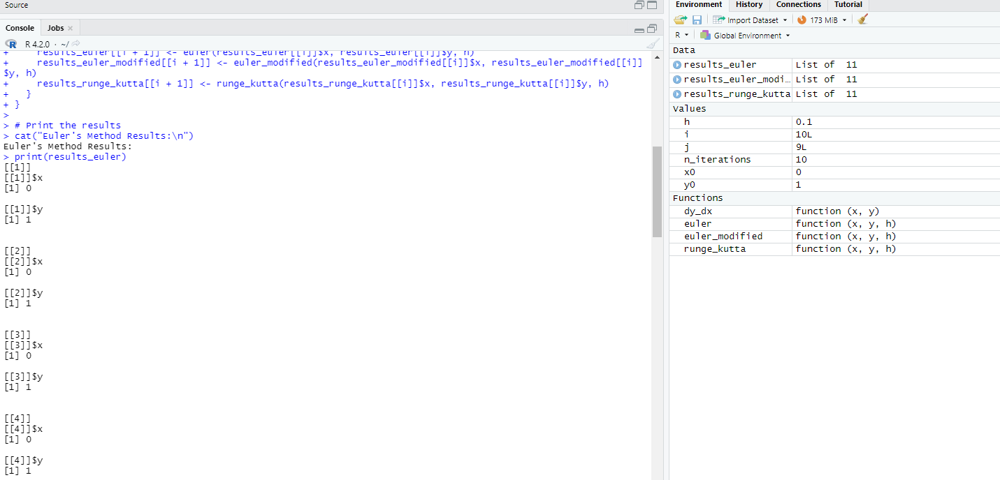 Source
Console Jobs
R 4.2.0 · ~/
+     results_euler[[i + 1]] <- euler(results_euler[[i]]$x, results_euler[[i]]$y, h)
+     results_euler_modified[[i + 1]] <- euler_modified(results_euler_modified[[i]]$x, results_euler_modified[[i]]
$y, h)
+     results_runge_kutta[[i + 1]] <- runge_kutta(results_runge_kutta[[i]]$x, results_runge_kutta[[i]]$y, h)
+   }
+ }
>
> # Print the results
> cat("Euler's Method Results:\n")
Euler's Method Results:
> print(results_euler)
[[1]]
[[1]]$x
[1] 0
[[1]]$y
[1] 1
[[2]]
[[2]]$x
[1] 0
[[2]]$y
[1] 1
[[3]]
[[3]]$x
[1] 0
[[3]]$y
[1] 1
[[4]]
[[4]]$x
[1] 0
[[4]]$y
[1] 1
Environment History Connections Tutorial
Import Dataset 173 MiB
R Global Environment
Data
results_euler List of 11
results_euler_modi… List of 11
results_runge_kutta List of 11
Values
h 0.1
i 10L
j 9L
n_iterations 10
x0 0
y0 1
Functions
dy_dx function (x, y)
euler function (x, y, h)
euler_modified function (x, y, h)
runge_kutta function (x, y, h)